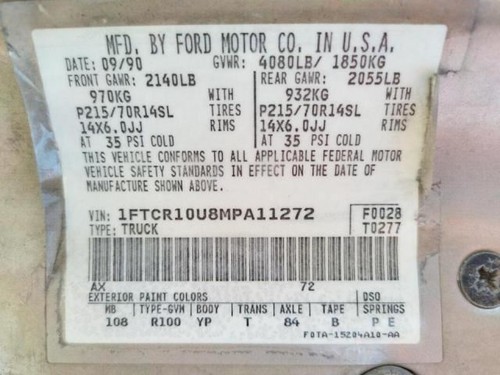 MFD. BY FORD MOTOR CO. IN U.S.A.
DATE: 09/90 GVWR: 4080LB/ 1850KG
FRONT GAWR: 2140LB REAR GAWR: 2055LB
970KG WITH 932KG WITH
P215/70R14SL TIRES P215/70R14SL TIRES
14X6.0JJ RIMS 14X6.0JJ RIMS
AT 35 PSI COLD AT 35 PSI COLD
THIS VEHICLE CONFORMS TO ALL APPLICABLE FEDERAL MOTOR
VEHICLE SAFETY STANDARDS IN EFFECT ON THE DATE OF
MANUFACTURE SHOWN ABOVE.
VIN: 1FTCR10U8MPA11272 F0028
TYPE: TRUCK T0277
AX 72
EXTERIOR PAINT COLORS DSO
WB TYPE-GVM BODY TRANS AXLE TAPE SPRINGS
108 R100 YP T 84 B P E
F0TA-15204A10-AA